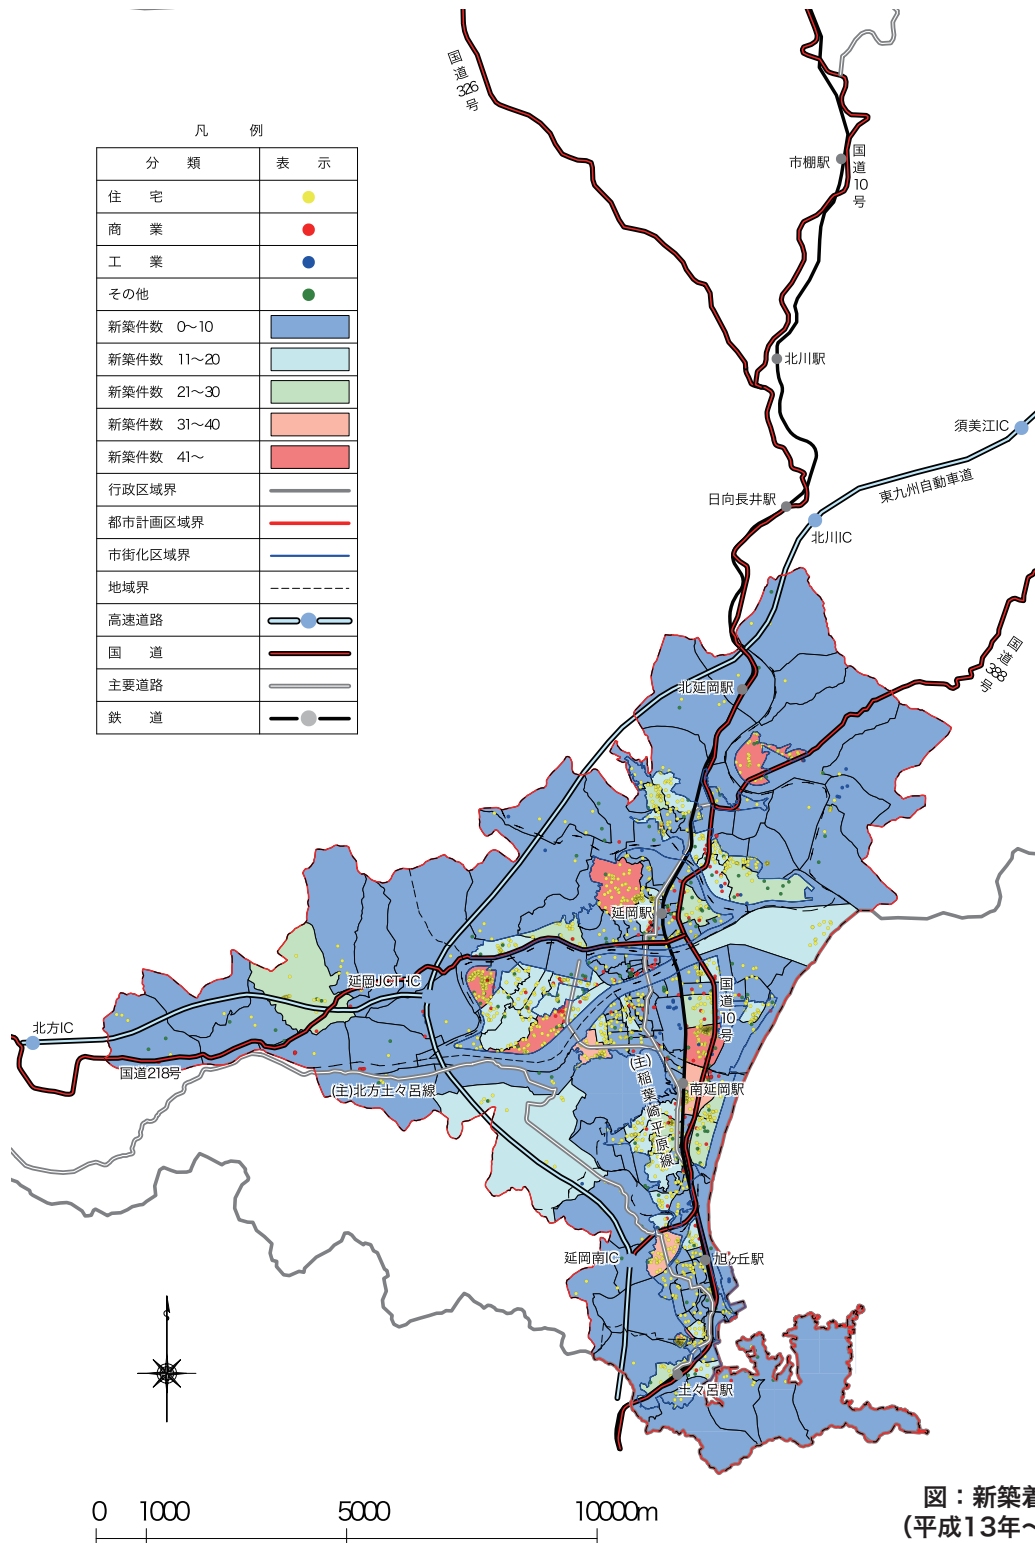 凡 例
分 類 表 示
住 宅
商 業
工 業
その他
新築件数 0～10
新築件数 11～20
新築件数 21～30
新築件数 31～40
新築件数 41～
行政区域界
都市計画区域界
市街化区域界
地域界
高速道路
国 道
主要道路
鉄 道
国道326号
市棚駅
国道10号
北川駅
須美江IC
東九州自動車道
日向長井駅
北川IC
国道388号
北延岡駅
延岡駅
延岡JCT・IC
国道10号
北方IC
国道218号
(主)北方土々呂線
(主)稲葉崎平原線
南延岡駅
延岡南IC
旭ヶ丘駅
土々呂駅
0 1000 5000 10000m
図：新築着
(平成13年～